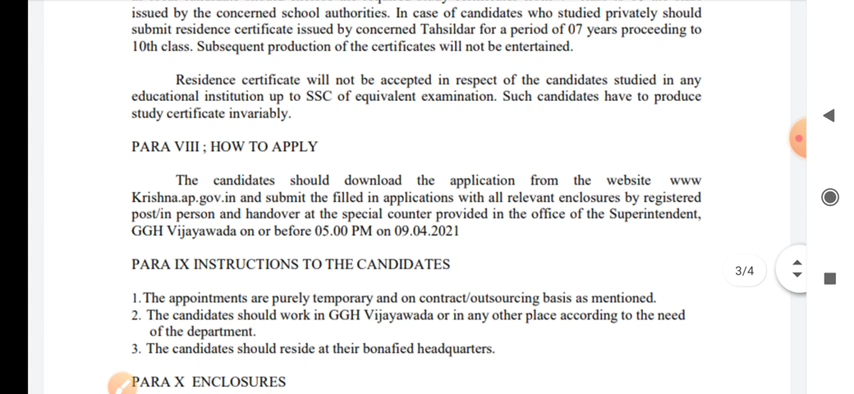 issued by the concerned school authorities. In case of candidates who studied privately should
submit residence certificate issued by concerned Tahsildar for a period of 07 years proceeding to
10th class. Subsequent production of the certificates will not be entertained.
Residence certificate will not be accepted in respect of the candidates studied in any
educational institution up to SSC of equivalent examination. Such candidates have to produce
study certificate invariably.
PARA VIII ; HOW TO APPLY
The candidates should download the application from the website www
Krishna.ap.gov.in and submit the filled in applications with all relevant enclosures by registered
post/in person and handover at the special counter provided in the office of the Superintendent,
GGH Vijayawada on or before 05.00 PM on 09.04.2021
PARA IX INSTRUCTIONS TO THE CANDIDATES
3/4
1.The appointments are purely temporary and on contract/outsourcing basis as mentioned.
2. The candidates should work in GGH Vijayawada or in any other place according to the need
of the department.
3. The candidates should reside at their bonafied headquarters.
PARA X ENCLOSURES